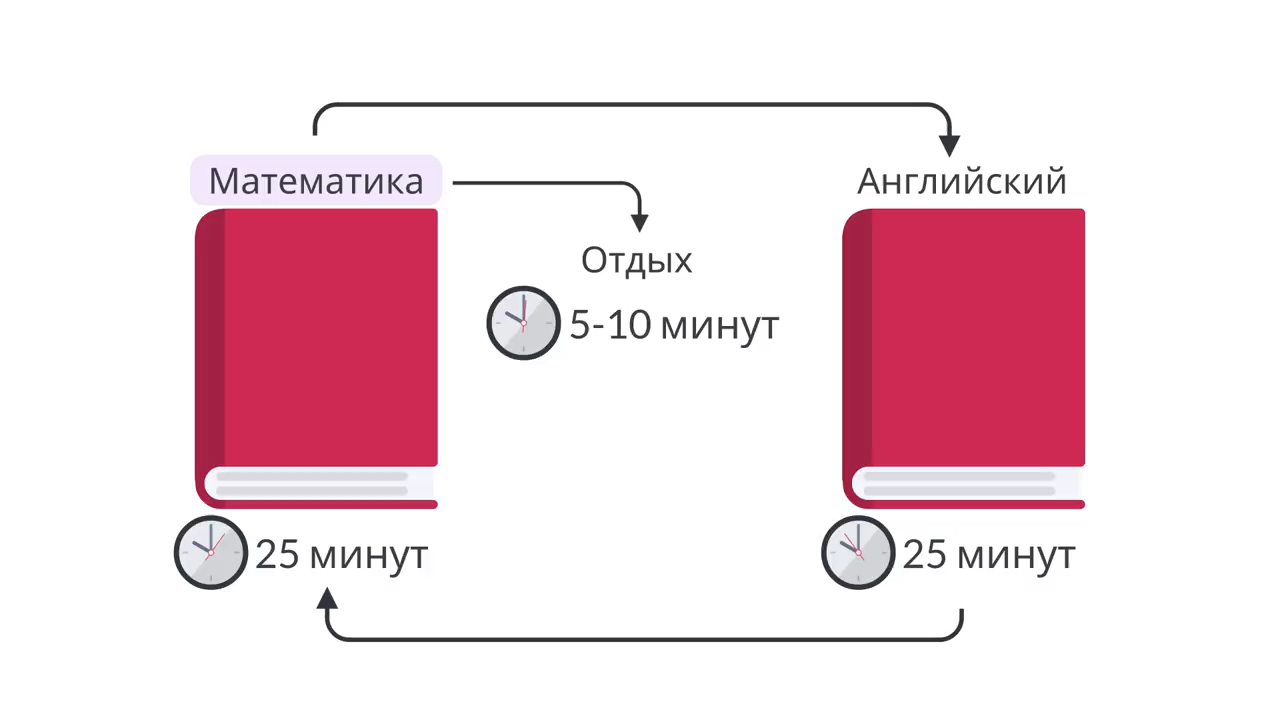 Математика
Английский
Отдых
5-10 минут
25 минут
25 минут